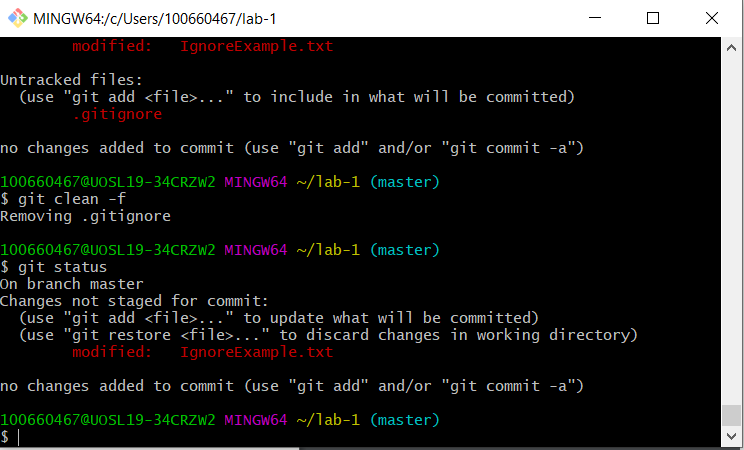 MINGW64:/c/Users/100660467/lab-1
modified:   IgnoreExample.txt
Untracked files:
(use "git add <file>..." to include in what will be committed)
.gitignore
no changes added to commit (use "git add" and/or "git commit -a")
100660467@UOSL19-34CRZW2 MINGW64 ~/lab-1 (master)
$ git clean -f
Removing .gitignore
100660467@UOSL19-34CRZW2 MINGW64 ~/lab-1 (master)
$ git status
On branch master
Changes not staged for commit:
(use "git add <file>..." to update what will be committed)
(use "git restore <file>..." to discard changes in working directory)
modified:   IgnoreExample.txt
no changes added to commit (use "git add" and/or "git commit -a")
100660467@UOSL19-34CRZW2 MINGW64 ~/lab-1 (master)
$